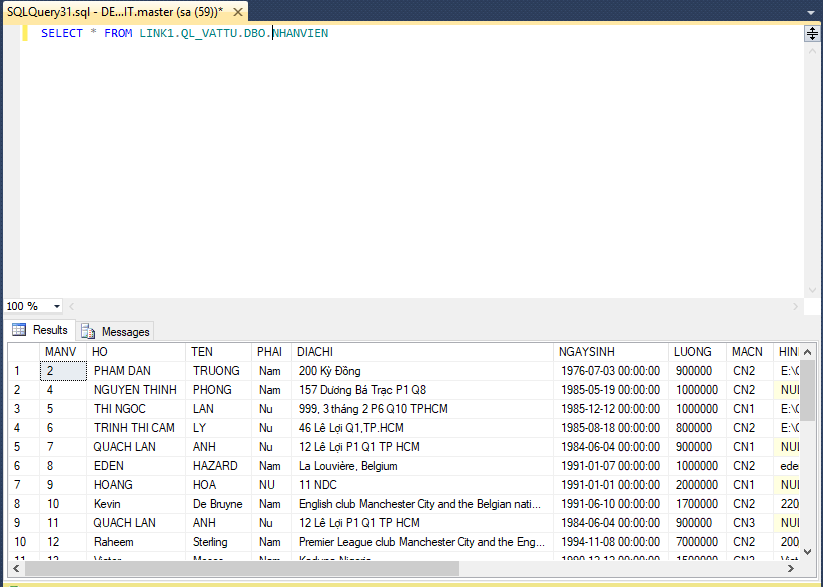 SQLQuery31.sql - DE...IT.master (sa (59))*
SELECT * FROM LINK1.QL_VATTU.DBO.NHANVIEN
100 %
Results Messages
MANV HO TEN PHAI DIACHI NGAYSINH LUONG MACN HIN
1 2 PHAM DAN TRUONG Nam 200 Kỳ Đồng 1976-07-03 00:00:00 900000 CN2 E:\
2 4 NGUYEN THINH PHONG Nam 157 Dương Bá Trạc P1 Q8 1985-05-19 00:00:00 1000000 CN2 NUL
3 5 THI NGOC LAN Nu 999, 3 tháng 2 P6 Q10 TPHCM 1985-12-12 00:00:00 1000000 CN1 E:\
4 6 TRINH THI CAM LY Nu 46 Lê Lợi Q1,TP.HCM 1985-08-18 00:00:00 800000 CN2 E:\
5 7 QUACH LAN ANH Nu 12 Lê Lợi P1 Q1 TP HCM 1984-06-04 00:00:00 900000 CN1 NUL
6 8 EDEN HAZARD Nam La Louvière, Belgium 1991-01-07 00:00:00 1000000 CN2 ede
7 9 HOANG HOA NU 11 NDC 1991-01-01 00:00:00 2000000 CN1 NUL
8 10 Kevin De Bruyne Nam English club Manchester City and the Belgian nati... 1991-06-10 00:00:00 1700000 CN2 220
9 11 QUACH LAN ANH Nu 12 Lê Lợi P1 Q1 TP HCM 1984-06-04 00:00:00 900000 CN3 NUL
10 12 Raheem Sterling Nam Premier League club Manchester City and the Eng... 1994-11-08 00:00:00 7000000 CN2 200